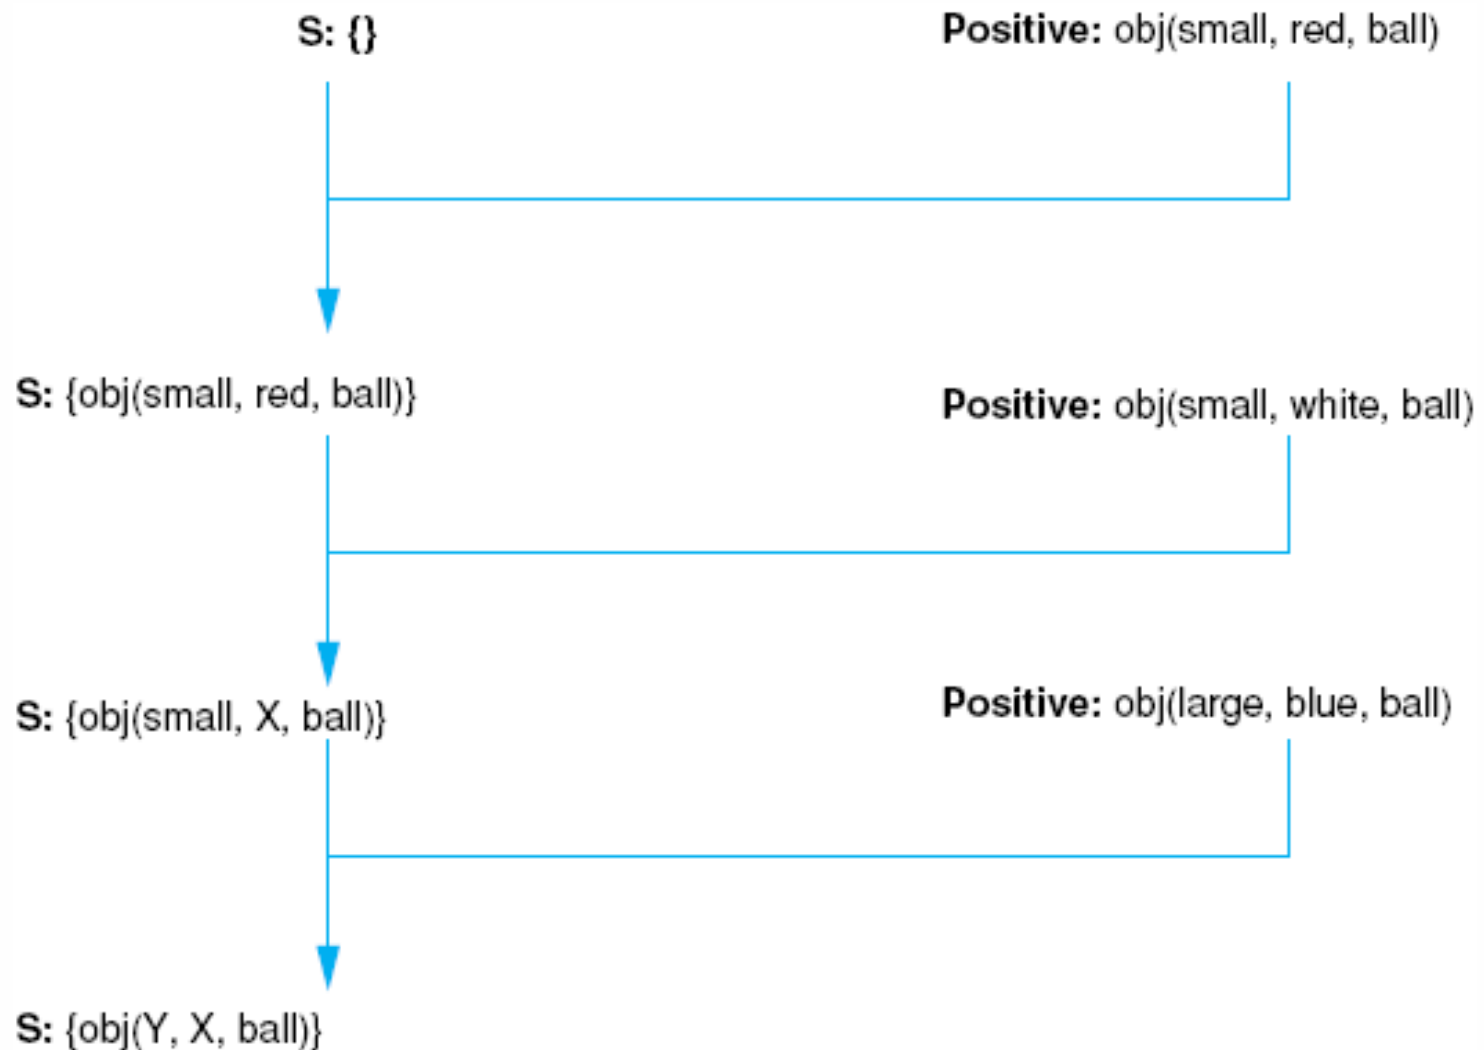 S: {}
Positive: obj(small, red, ball)
S: {obj(small, red, ball)}
Positive: obj(small, white, ball)
S: {obj(small, X, ball)}
Positive: obj(large, blue, ball)
S: {obj(Y, X, ball)}